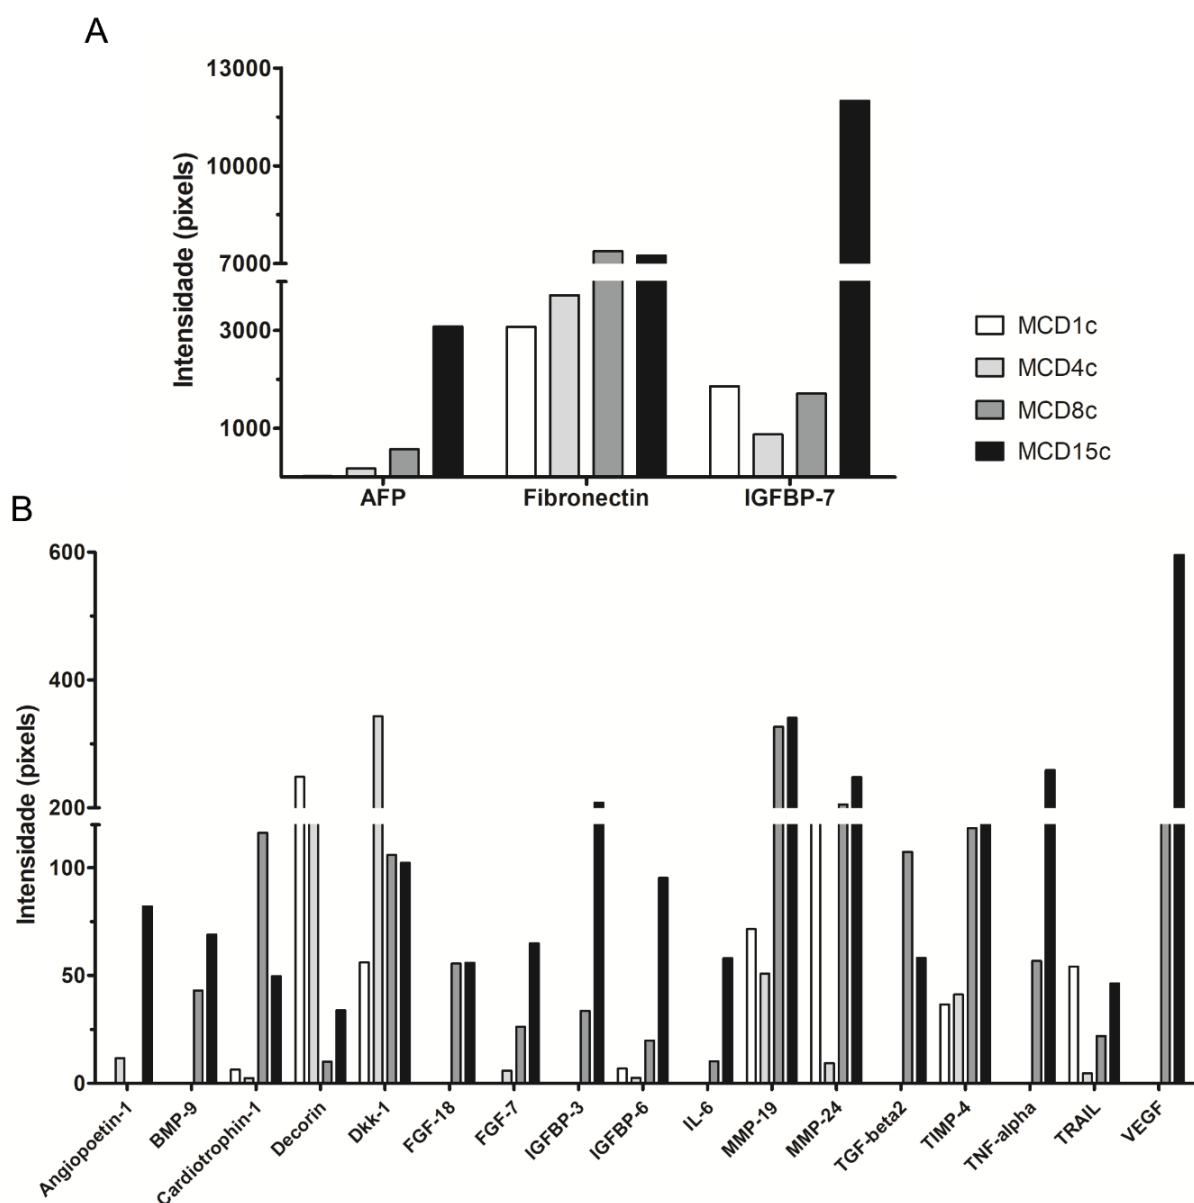 A
Intensidade (pixels)
13000
10000
7000
3000
1000
AFP
Fibronectin
IGFBP-7
MCD1c
MCD4c
MCD8c
MCD15c
B
Intensidade (pixels)
600
400
200
100
50
0
Angiopoetin-1
BMP-9
Cardiotrophin-1
Decorin
Dkk-1
FGF-18
FGF-7
IGFBP-3
IGFBP-6
IL-6
MMP-19
MMP-24
TGF-beta2
TIMP-4
TNF-alpha
TRAIL
VEGF